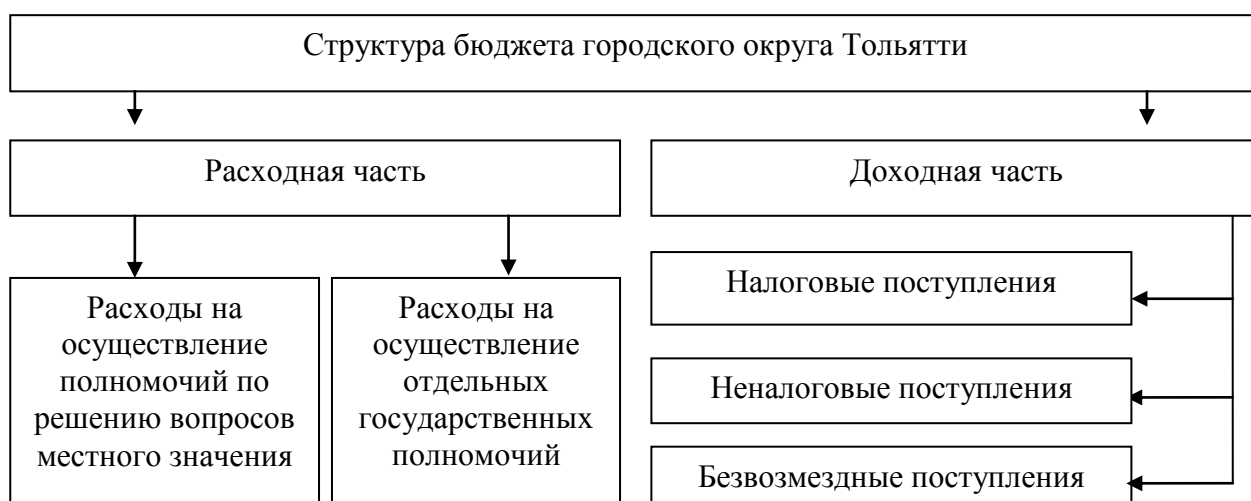 Структура бюджета городского округа Тольятти
Расходная часть
Доходная часть
Расходы на
осуществление
полномочий по
решению вопросов
местного значения
Расходы на
осуществление
отдельных
государственных
полномочий
Налоговые поступления
Неналоговые поступления
Безвозмездные поступления